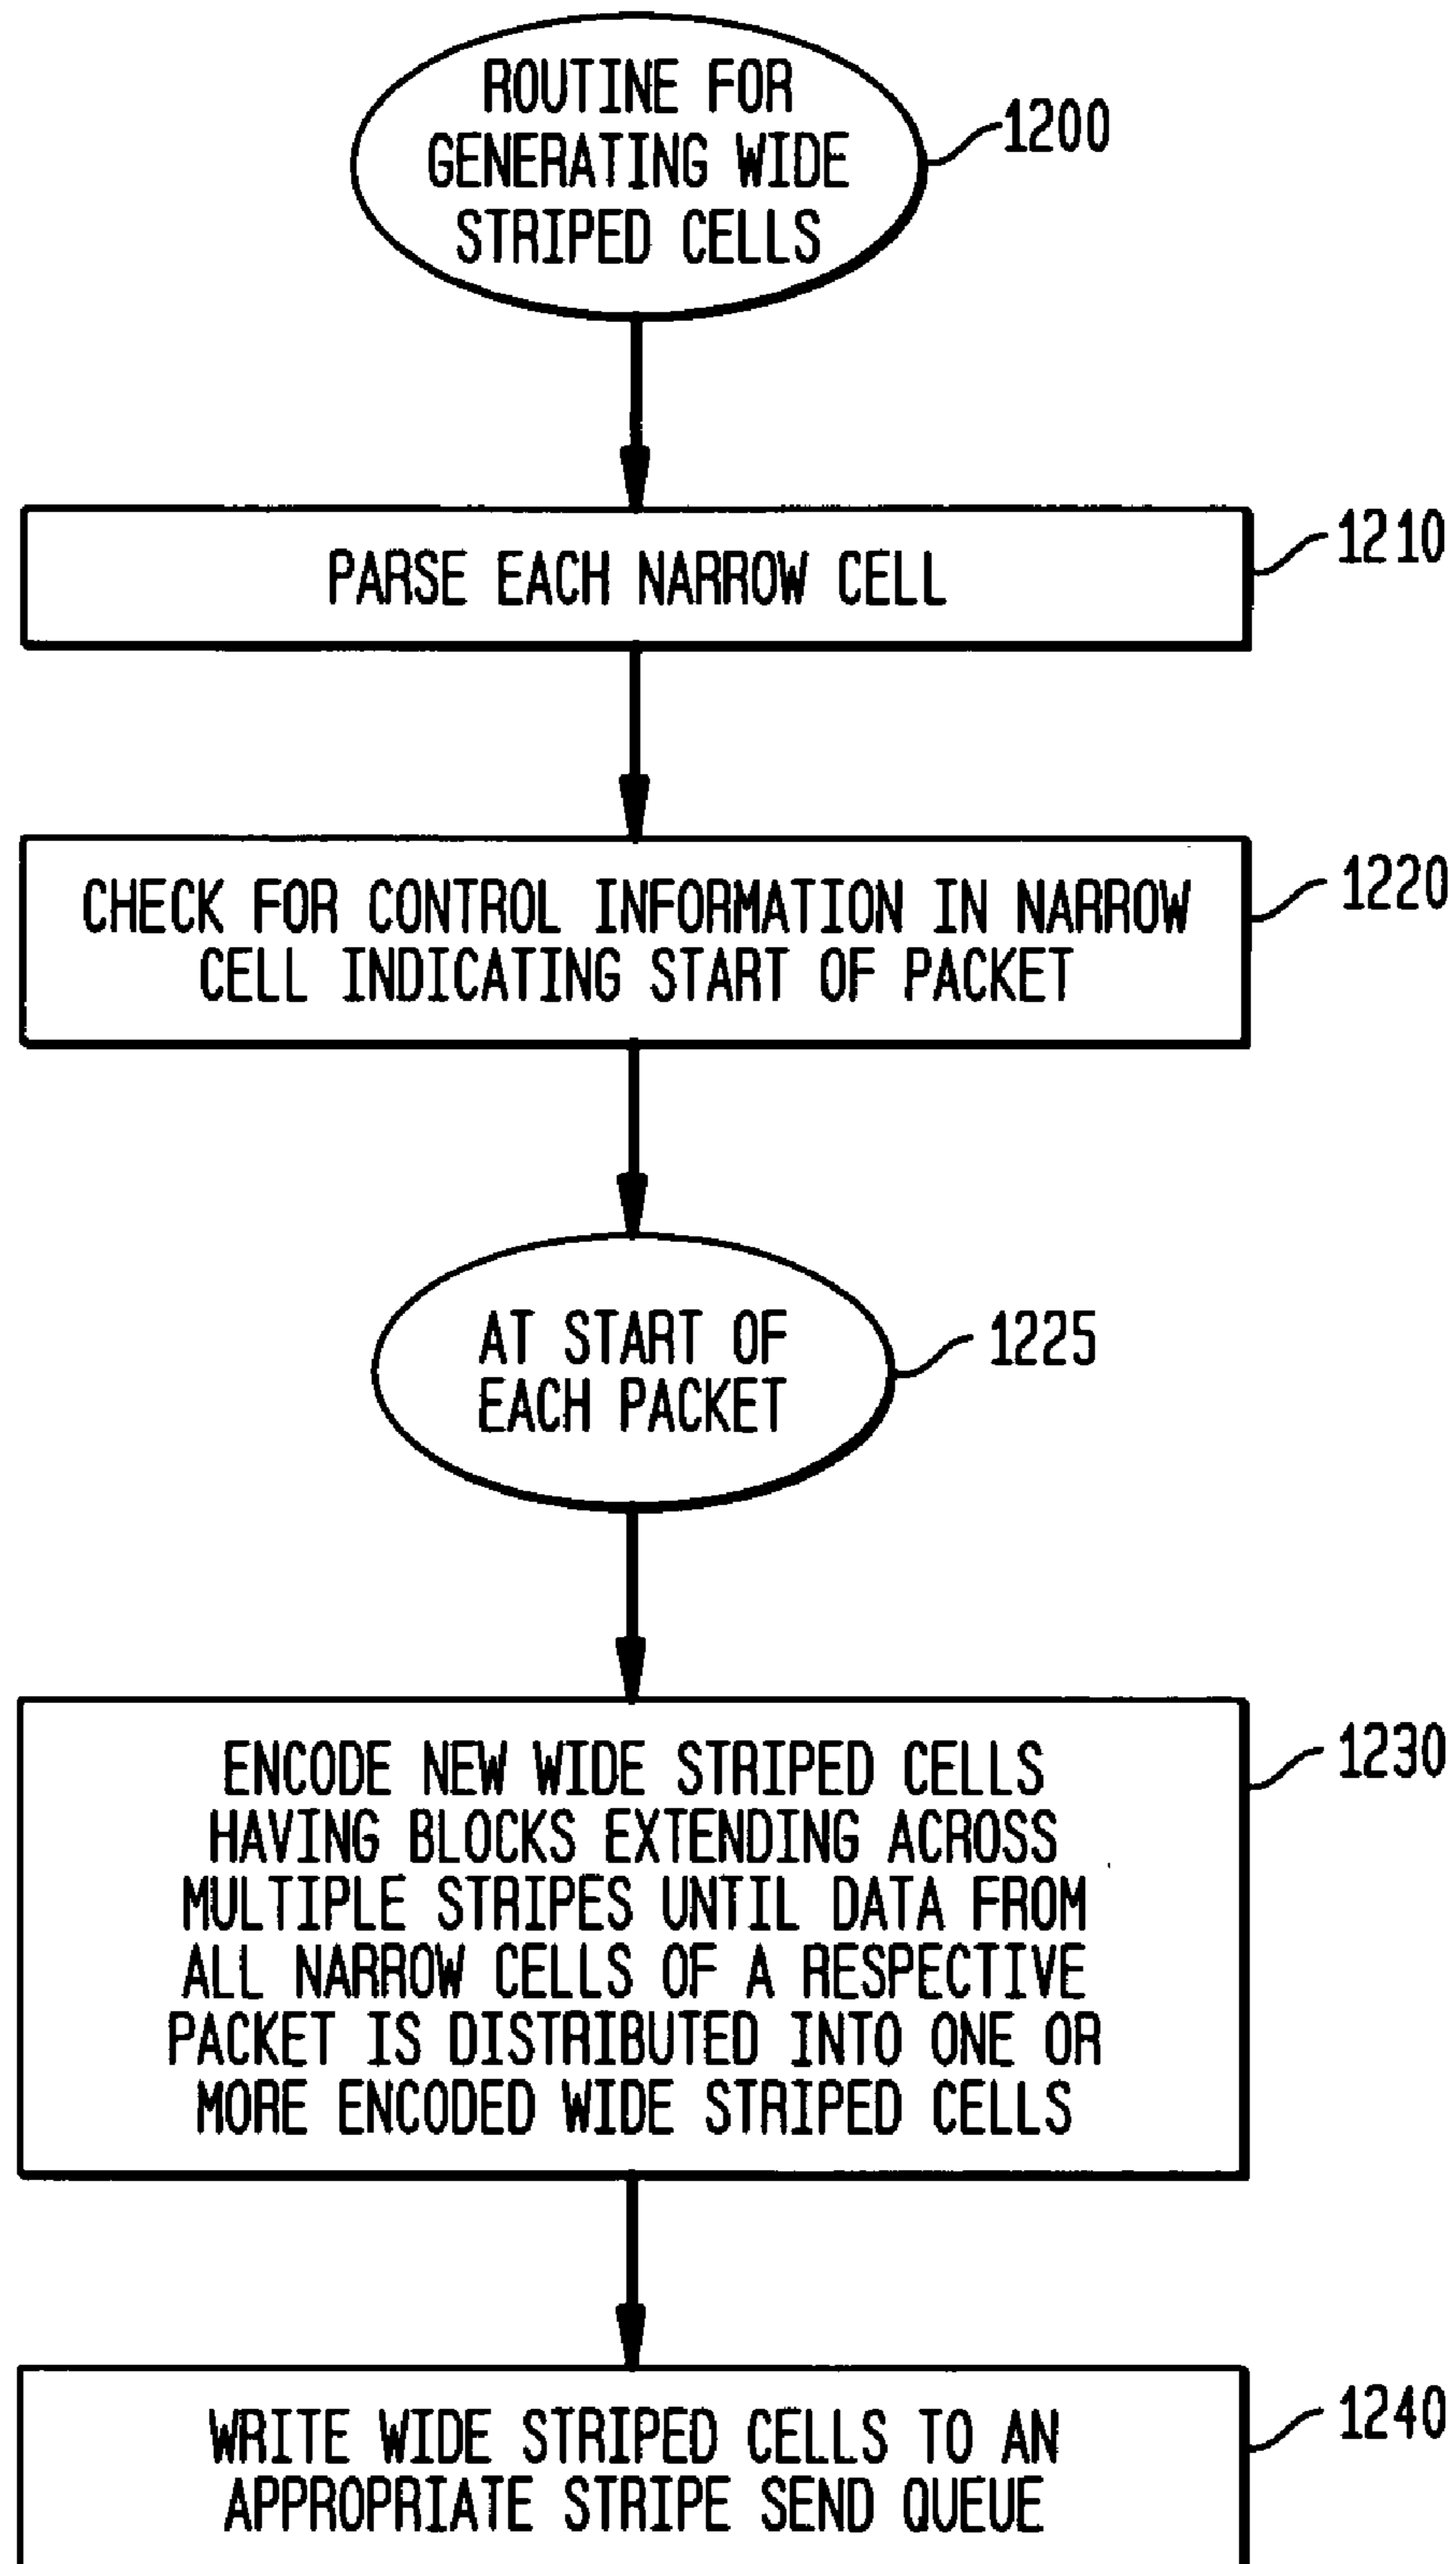 ROUTINE FOR
GENERATING WIDE
STRIPED CELLS
1200
PARSE EACH NARROW CELL
1210
CHECK FOR CONTROL INFORMATION IN NARROW
CELL INDICATING START OF PACKET
1220
AT START OF
EACH PACKET
1225
ENCODE NEW WIDE STRIPED CELLS
HAVING BLOCKS EXTENDING ACROSS
MULTIPLE STRIPES UNTIL DATA FROM
ALL NARROW CELLS OF A RESPECTIVE
PACKET IS DISTRIBUTED INTO ONE OR
MORE ENCODED WIDE STRIPED CELLS
1230
WRITE WIDE STRIPED CELLS TO AN
APPROPRIATE STRIPE SEND QUEUE
1240